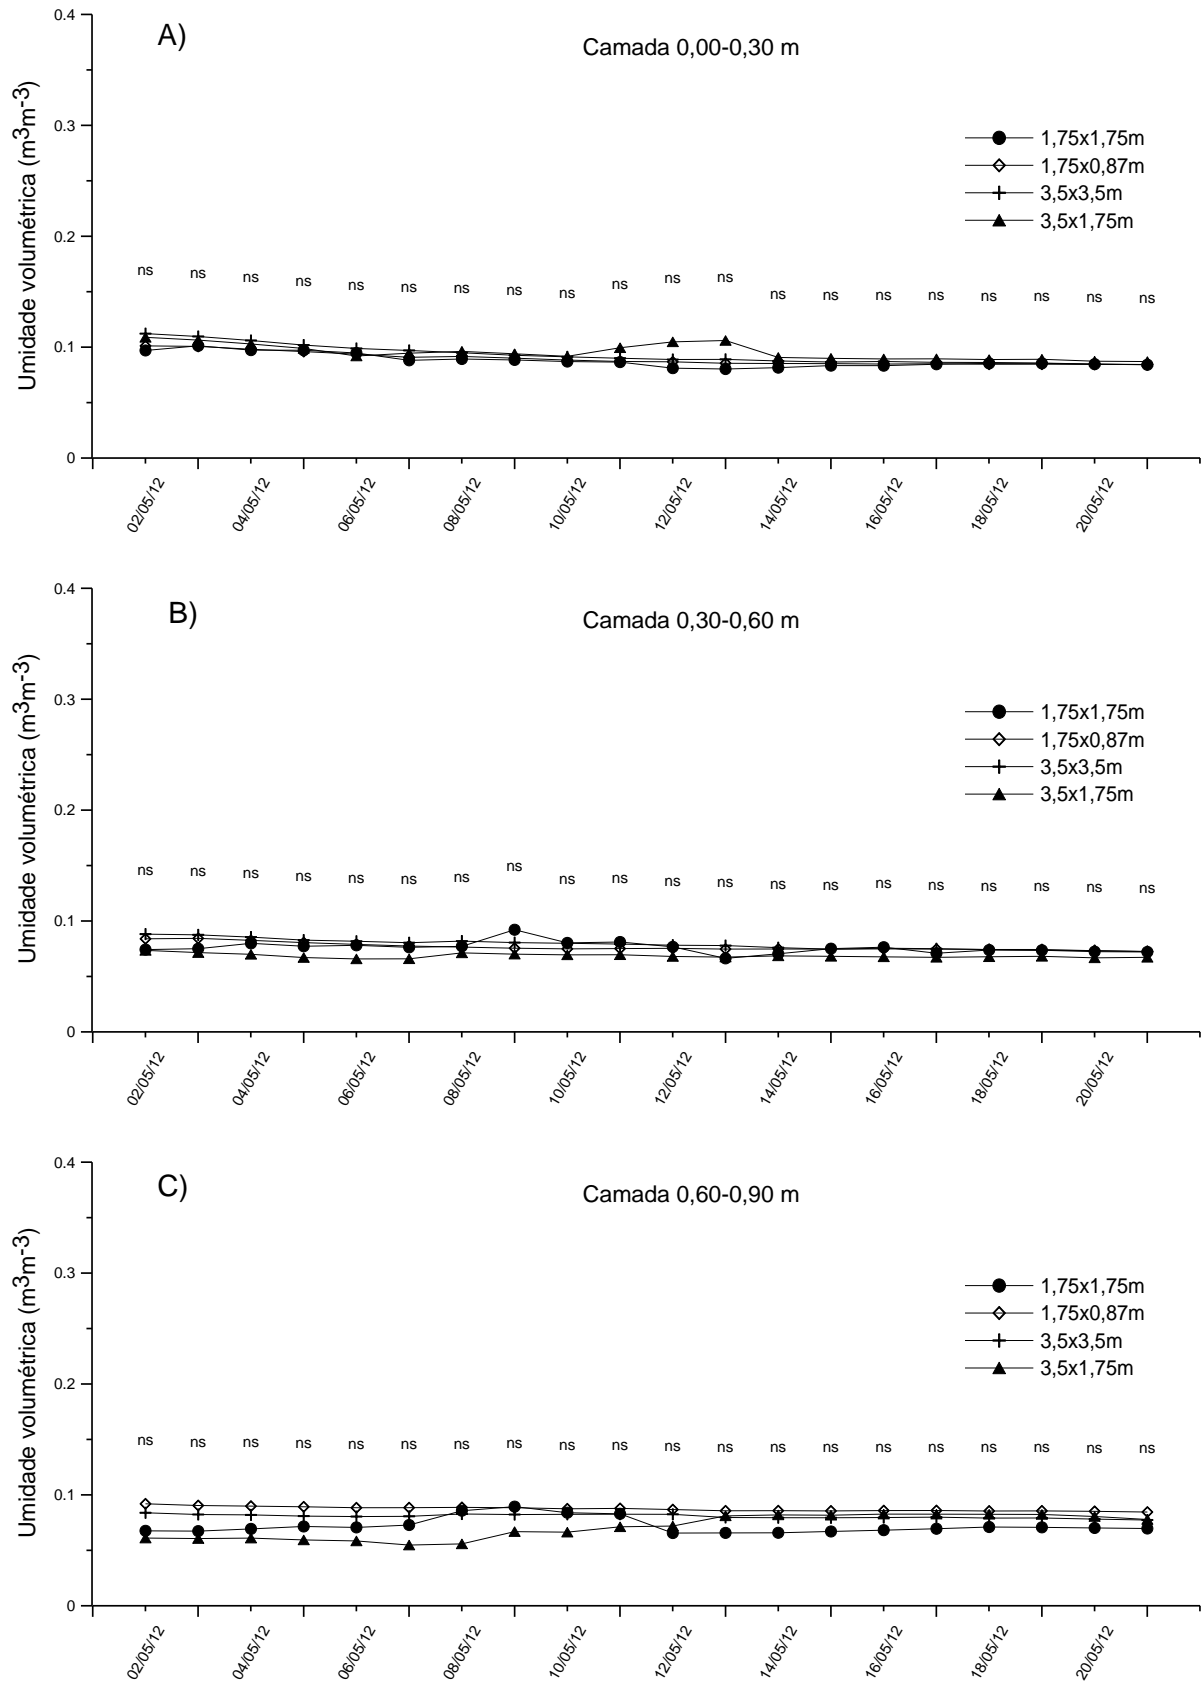 A)
Camada 0,00-0,30 m
Umidade volumétrica (m3m-3)
0.4
0.3
0.2
0.1
0
1,75x1,75m
1,75x0,87m
3,5x3,5m
3,5x1,75m
ns ns ns ns ns ns ns ns ns ns ns ns ns ns ns ns ns ns ns ns
02/05/12 04/05/12 06/05/12 08/05/12 10/05/12 12/05/12 14/05/12 16/05/12 18/05/12 20/05/12
B)
Camada 0,30-0,60 m
Umidade volumétrica (m3m-3)
0.4
0.3
0.2
0.1
0
1,75x1,75m
1,75x0,87m
3,5x3,5m
3,5x1,75m
ns ns ns ns ns ns ns ns ns ns ns ns ns ns ns ns ns ns ns ns
02/05/12 04/05/12 06/05/12 08/05/12 10/05/12 12/05/12 14/05/12 16/05/12 18/05/12 20/05/12
C)
Camada 0,60-0,90 m
Umidade volumétrica (m3m-3)
0.4
0.3
0.2
0.1
0
1,75x1,75m
1,75x0,87m
3,5x3,5m
3,5x1,75m
ns ns ns ns ns ns ns ns ns ns ns ns ns ns ns ns ns ns ns ns
02/05/12 04/05/12 06/05/12 08/05/12 10/05/12 12/05/12 14/05/12 16/05/12 18/05/12 20/05/12